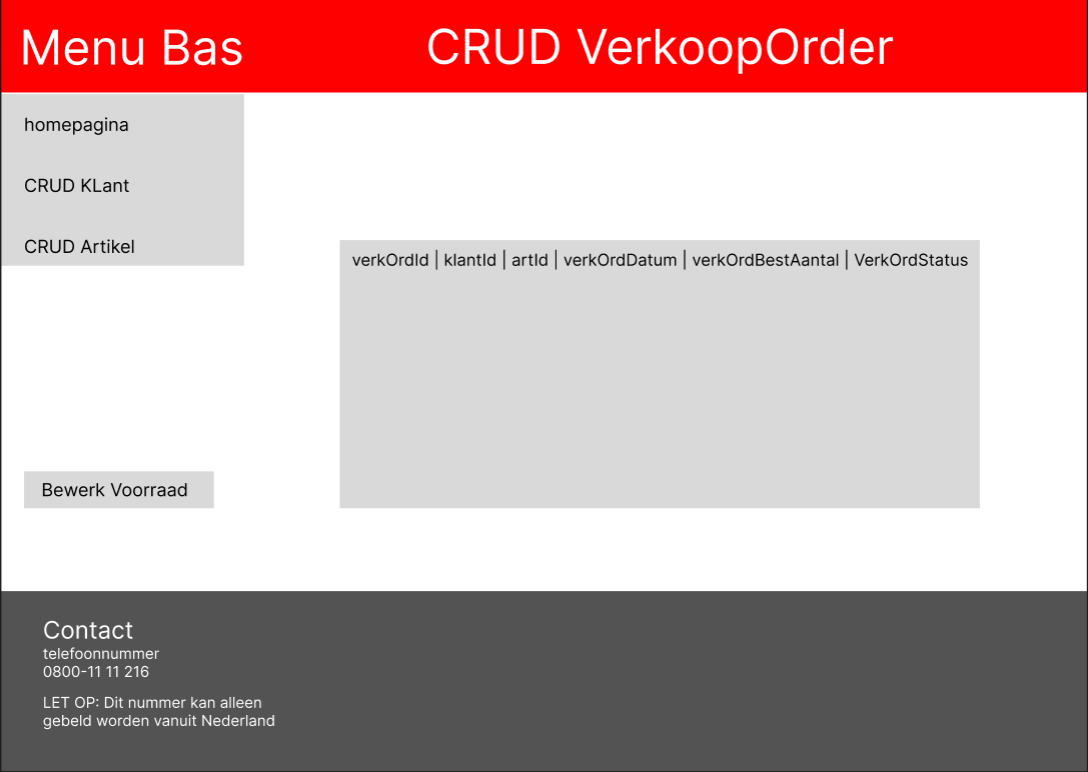 Menu Bas
CRUD VerkoopOrder
homepagina
CRUD KLant
CRUD Artikel
verkOrdId | klantId | artId | verkOrdDatum | verkOrdBestAantal | VerkOrdStatus
Bewerk Voorraad
Contact
telefoonnummer
0800-11 11 216
LET OP: Dit nummer kan alleen
gebeld worden vanuit Nederland